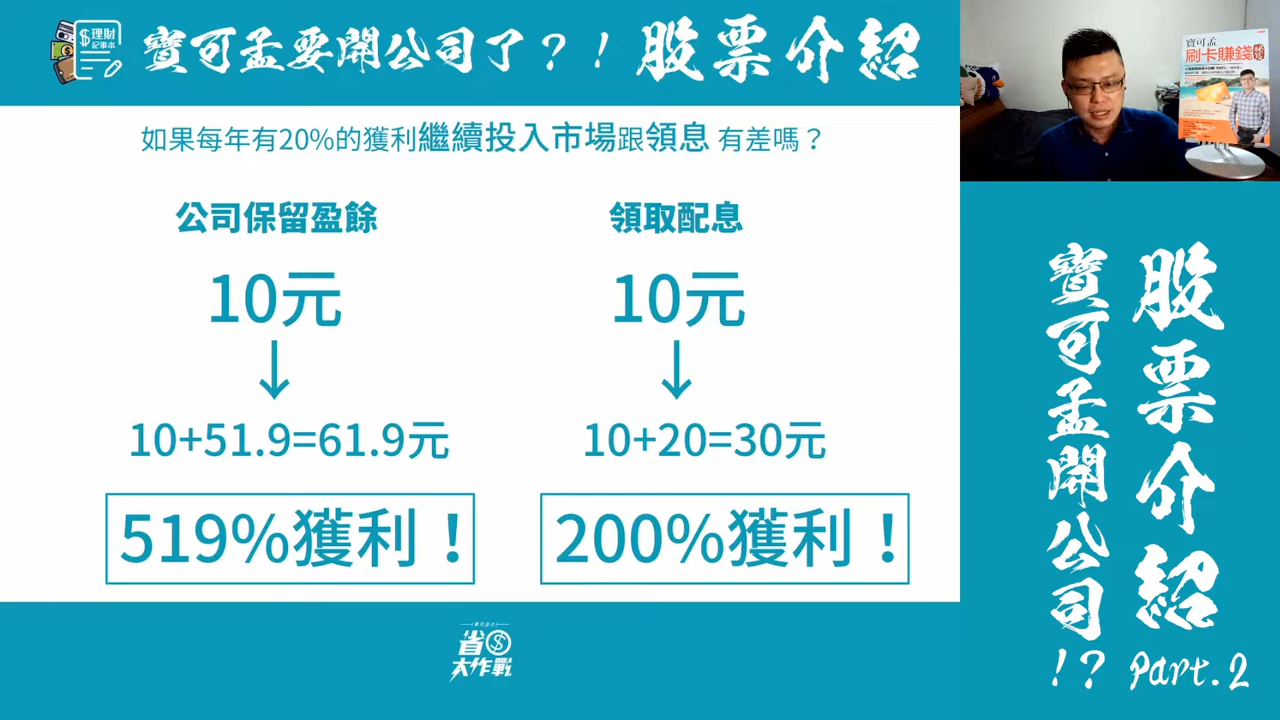 $理財
記事本
寶可孟要開公司了？！股票介紹
如果每年有20%的獲利繼續投入市場跟領息 有差嗎？
公司保留盈餘
10元
↓
10+51.9=61.9元
519%獲利！
領取配息
10元
↓
10+20=30元
200%獲利！
省$
大作戰
寶可孟
刷卡賺錢
股票介紹
Part.2
寶可孟開公司！？